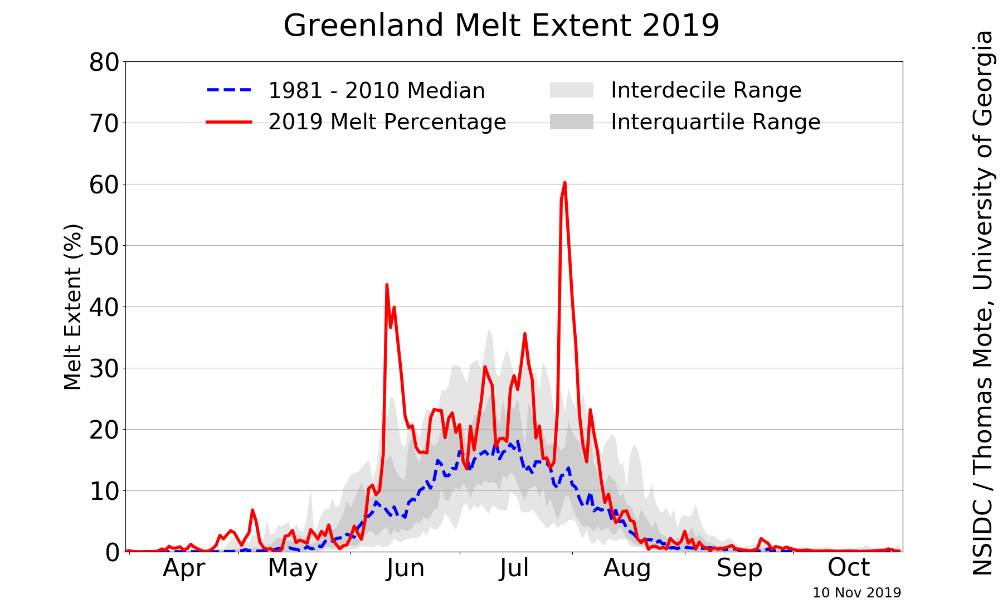 Greenland Melt Extent 2019
80
70
60
50
40
30
20
10
0
Melt Extent (%)
1981 - 2010 Median
2019 Melt Percentage
Interdecile Range
Interquartile Range
Apr May Jun Jul Aug Sep Oct
10 Nov 2019
NSIDC / Thomas Mote, University of Georgia